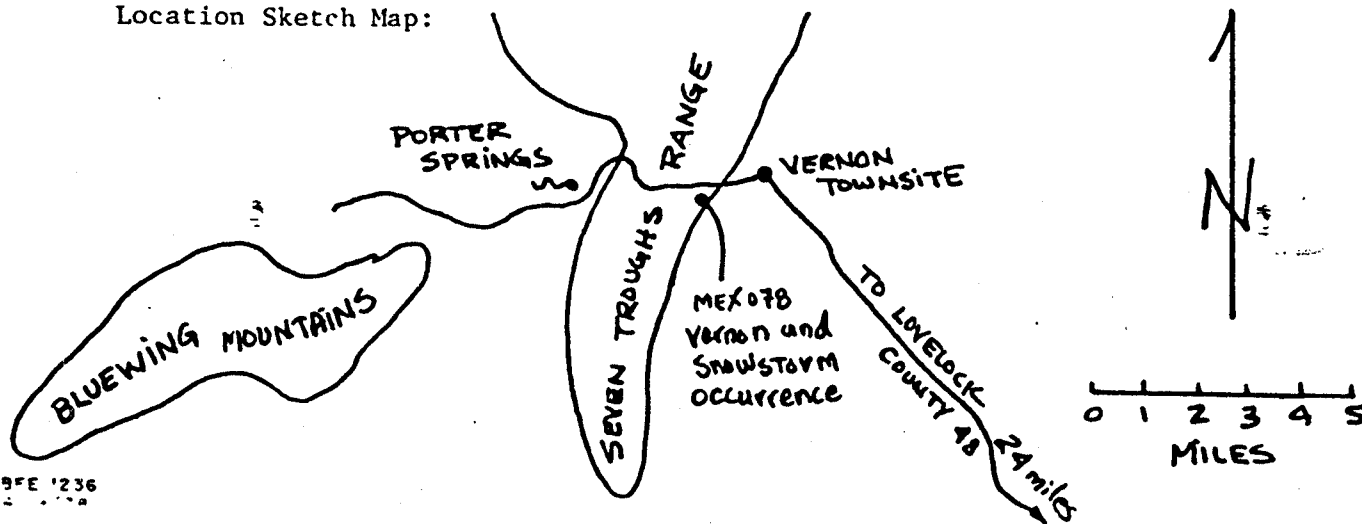 Location Sketch Map:
PORTER
SPRINGS
RANGE
VERNON
TOWNSITE
N
SEVEN TROUGHS
BLUEWING MOUNTAINS
MEX078
Vernon and
Snowstorm
occurrence
TO LOVELOCK
COUNTY 48
24 miles
0 1 2 3 4 5
MILES